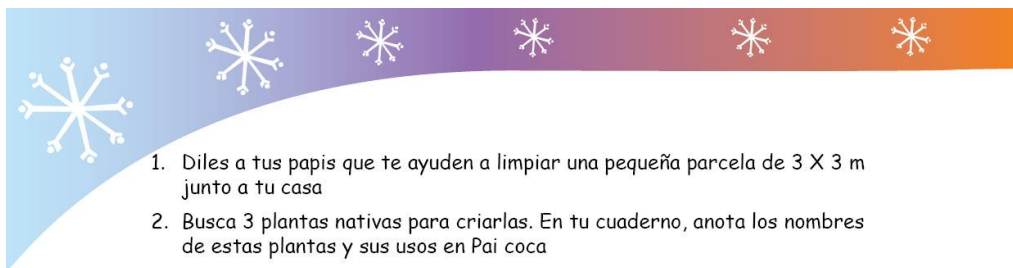 1. Diles a tus papis que te ayuden a limpiar una pequeña parcela de 3 X 3 m
junto a tu casa
2. Busca 3 plantas nativas para criarlas. En tu cuaderno, anota los nombres
de estas plantas y sus usos en Pai coca